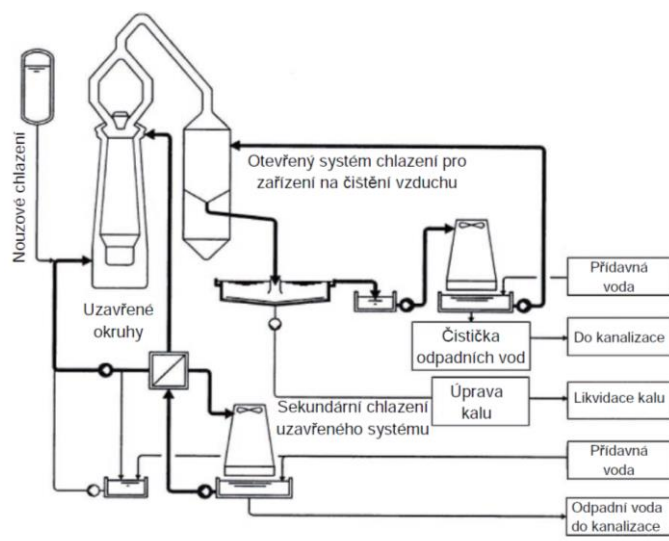 Nouzové chlazení
Otevřený systém chlazení pro
zařízení na čištění vzduchu
Uzavřené
okruhy
Přídavná
voda
Čistička
odpadních vod
Do kanalizace
Úprava
kalu
Likvidace kalu
Sekundární chlazení
uzavřeného systému
Přídavná
voda
Odpadní voda
do kanalizace